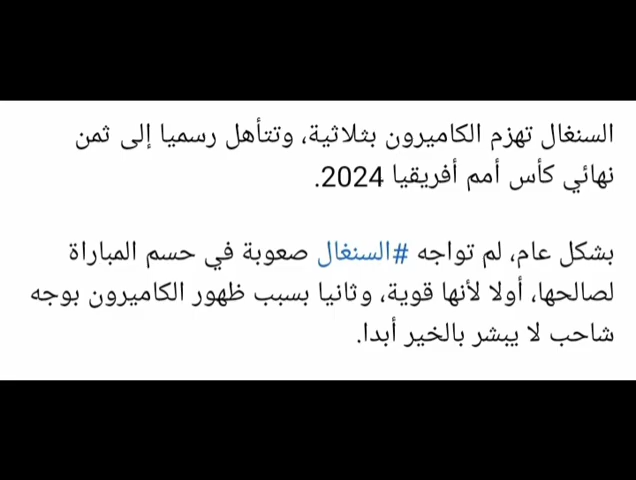 السنغال تهزم الكاميرون بثلاثية، وتتأهل رسميا إلى ثمن
نهائي كأس أمم أفريقيا 2024.
بشكل عام، لم تواجه #السنغال صعوبة في حسم المباراة
لصالحها، أولا لأنها قوية، وثانيا بسبب ظهور الكاميرون بوجه
شاحب لا يبشر بالخير أبدا.